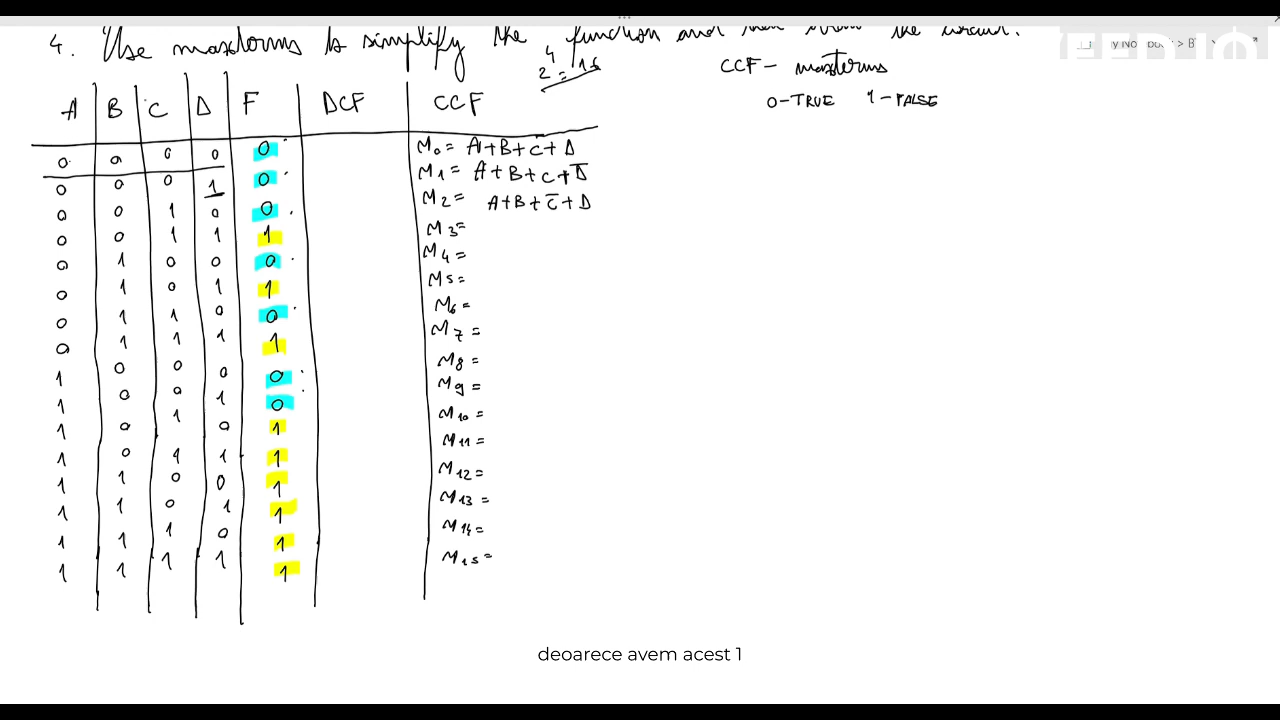 4. Use maxterms to simplify the function and then draw the circuit.
2⁴ = 16
CCF – maxterms
0-TRUE 1-FALSE
A B C D F DCF CCF
0 0 0 0 0 M0 = A+B+C+D
0 0 0 1 0 M1 = A+B+C+D̅
0 0 1 0 0 M2 = A+B+C̅+D
0 0 1 1 1 M3=
0 1 0 0 0 M4 =
0 1 0 1 1 M5=
0 1 1 0 0 M6 =
0 1 1 1 1 M7 =
1 0 0 0 0 M8 =
1 0 0 1 0 M9 =
1 0 1 0 1 M10 =
1 0 1 1 1 M11 =
1 1 0 0 1 M12=
1 1 0 1 1 M13 =
1 1 1 0 1 M14=
1 1 1 1 1 M15=
deoarece avem acest 1